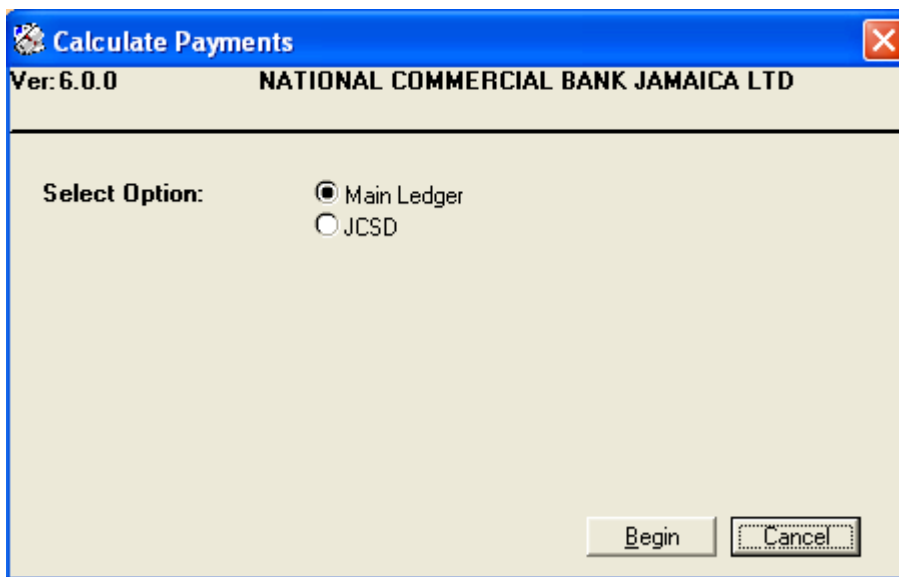 Calculate Payments
Ver: 6.0.0 NATIONAL COMMERCIAL BANK JAMAICA LTD
Select Option: Main Ledger
JCSD
Begin Cancel